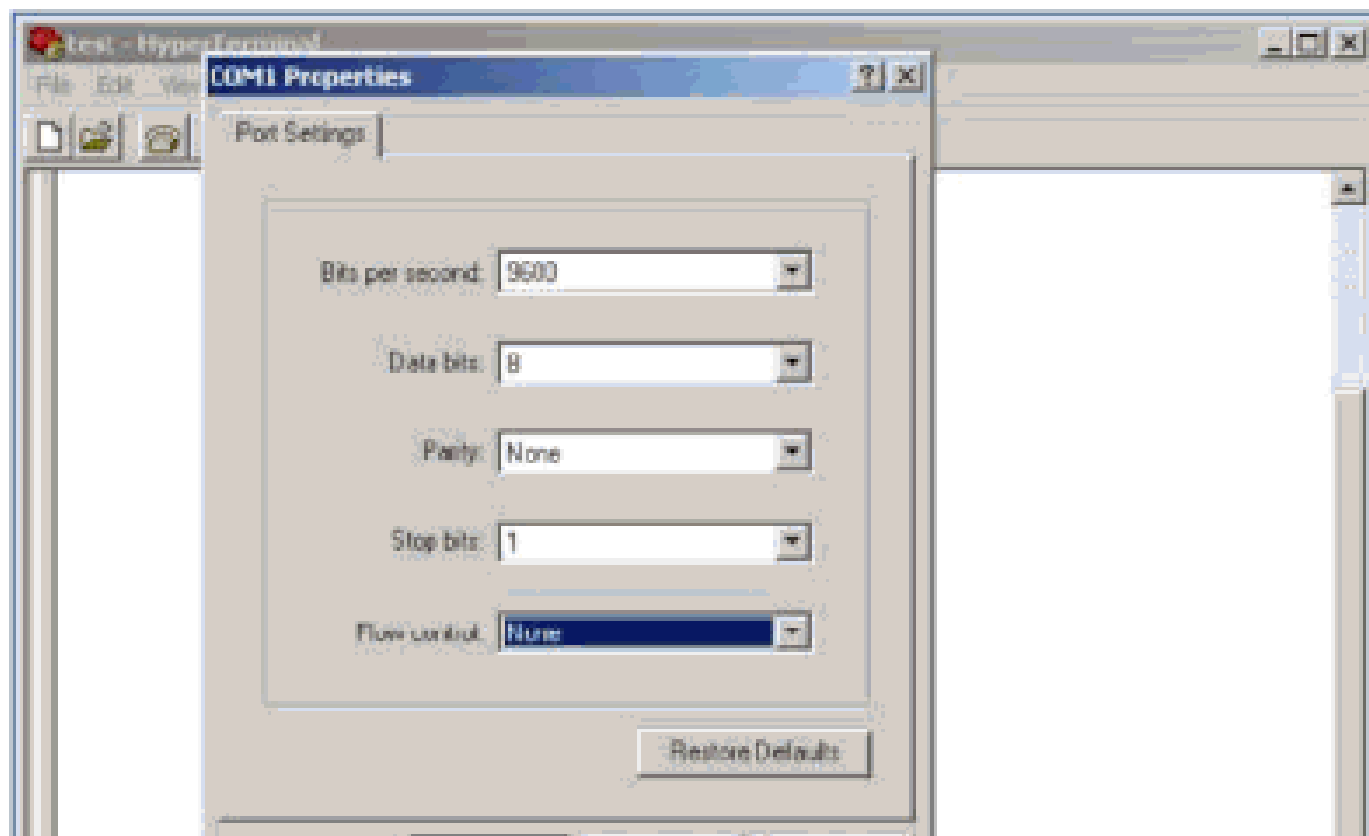 test - HyperTerminal
File Edit View
COM1 Properties
Port Settings
Bits per second: 9600
Data bits: 8
Parity: None
Stop bits: 1
Flow control: None
Restore Defaults